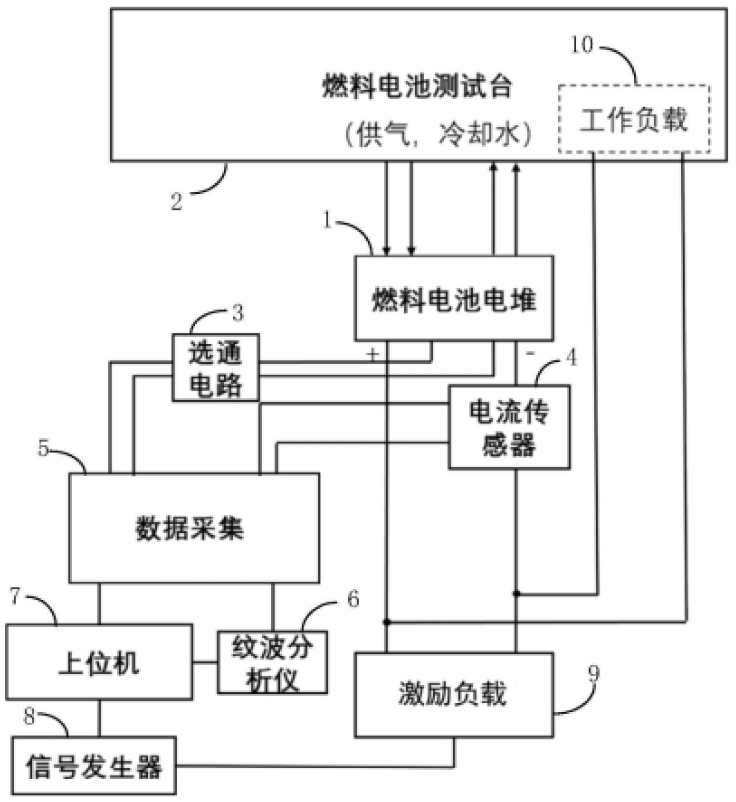 10
燃料电池测试台
(供气，冷却水)
工作负载
2
1
燃料电池电堆
3
选通
电路
+
-
4
电流传
感器
5
数据采集
7
上位机
6
纹波分
析仪
9
激励负载
8
信号发生器